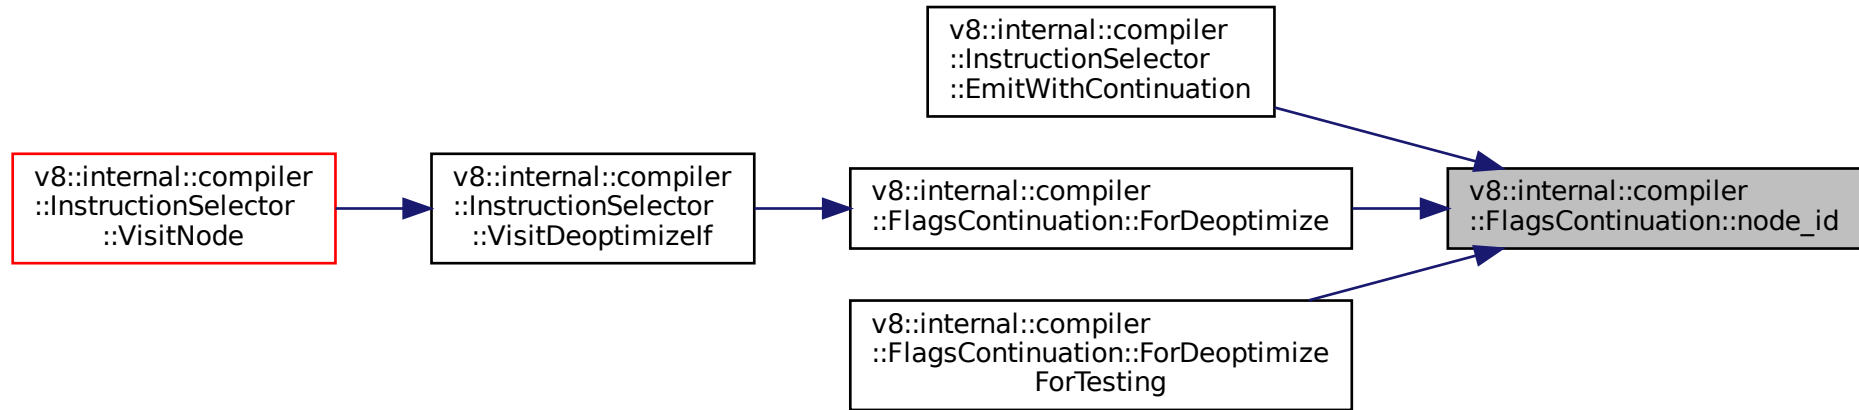 v8::internal::compiler
::InstructionSelector
::EmitWithContinuation
v8::internal::compiler
::InstructionSelector
::VisitNode
v8::internal::compiler
::InstructionSelector
::VisitDeoptimizeIf
v8::internal::compiler
::FlagsContinuation::ForDeoptimize
v8::internal::compiler
::FlagsContinuation::node_id
v8::internal::compiler
::FlagsContinuation::ForDeoptimize
ForTesting